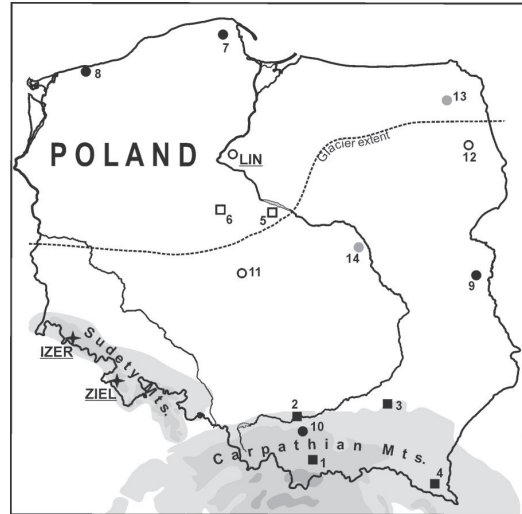 7
8
13
POLAND
LIN
Glacier extent
12
6
5
14
11
9
Sudety Mts.
IZER
ZIEL
2
3
10
Carpathian Mts.
1
4